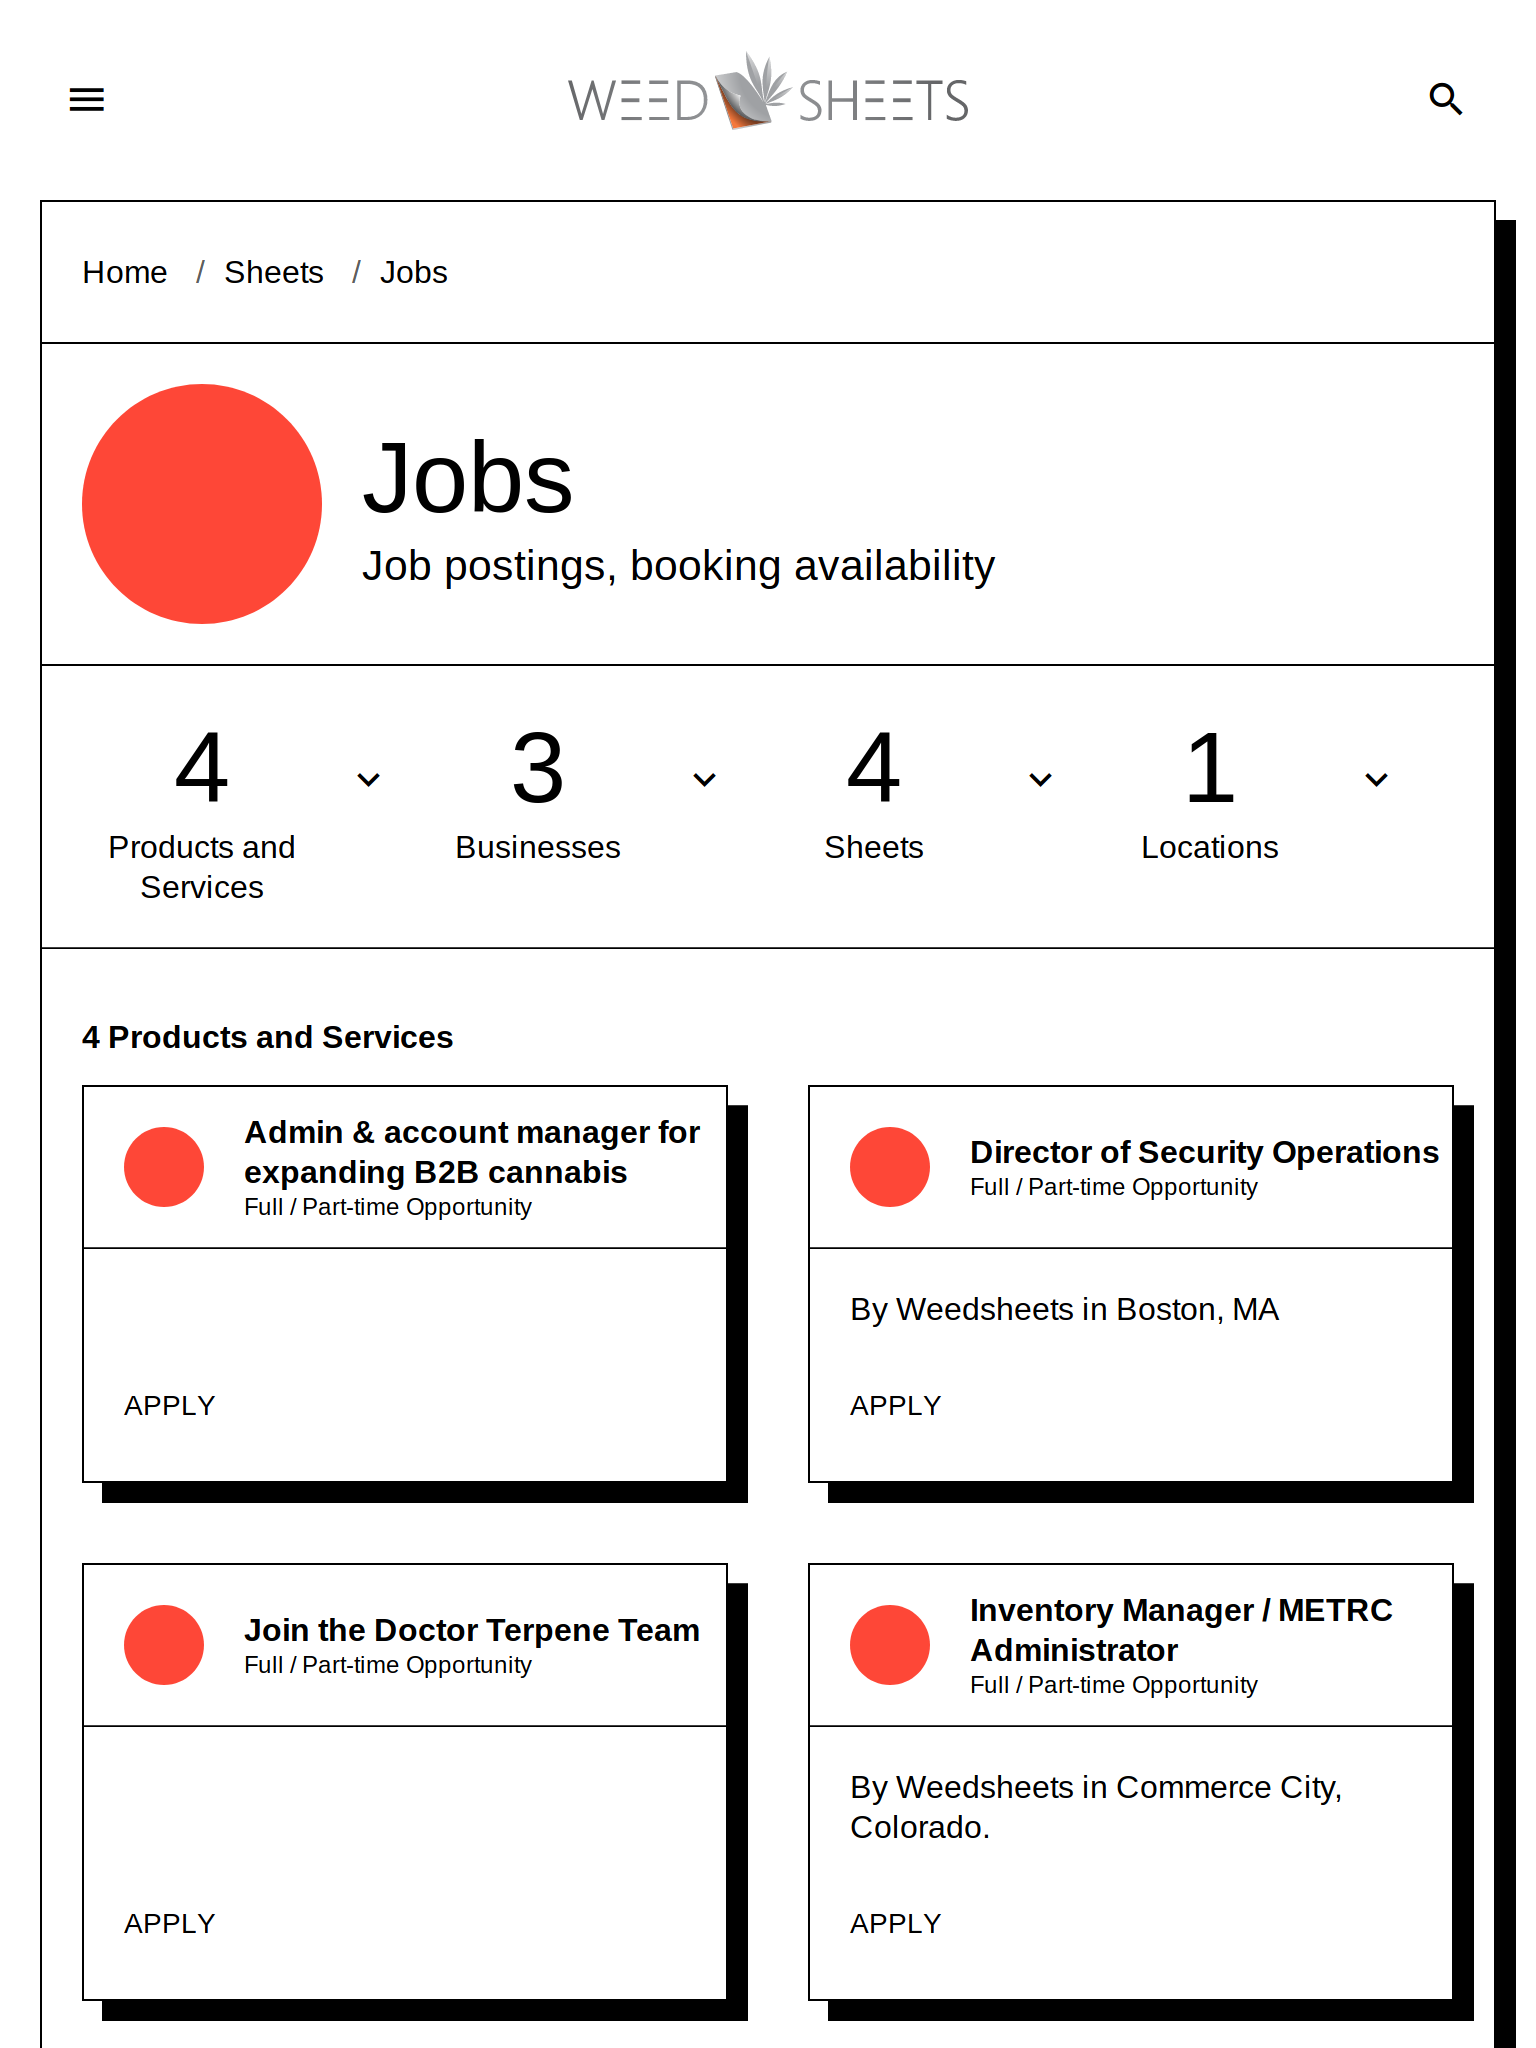 WEED SHEETS
Home / Sheets / Jobs
Jobs
Job postings, booking availability
4
Products and
Services
3
Businesses
4
Sheets
1
Locations
4 Products and Services
Admin & account manager for
expanding B2B cannabis
Full / Part-time Opportunity
APPLY
Director of Security Operations
Full / Part-time Opportunity
By Weedsheets in Boston, MA
APPLY
Join the Doctor Terpene Team
Full / Part-time Opportunity
APPLY
Inventory Manager / METRC
Administrator
Full / Part-time Opportunity
By Weedsheets in Commerce City,
Colorado.
APPLY